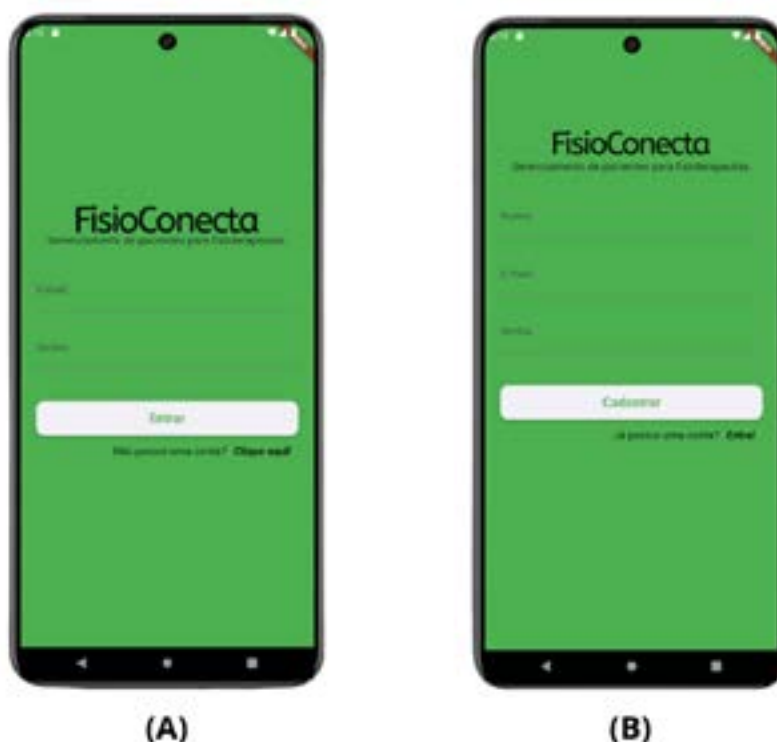 FisioConecta
Gerenciamento de pacientes para fisioterapeutas
E-mail
Senha
Entrar
Não possui uma conta? Clique aqui!
(A)
FisioConecta
Gerenciamento de pacientes para fisioterapeutas
Nome
E-mail
Senha
Cadastrar
Já possui uma conta? Entre!
(B)